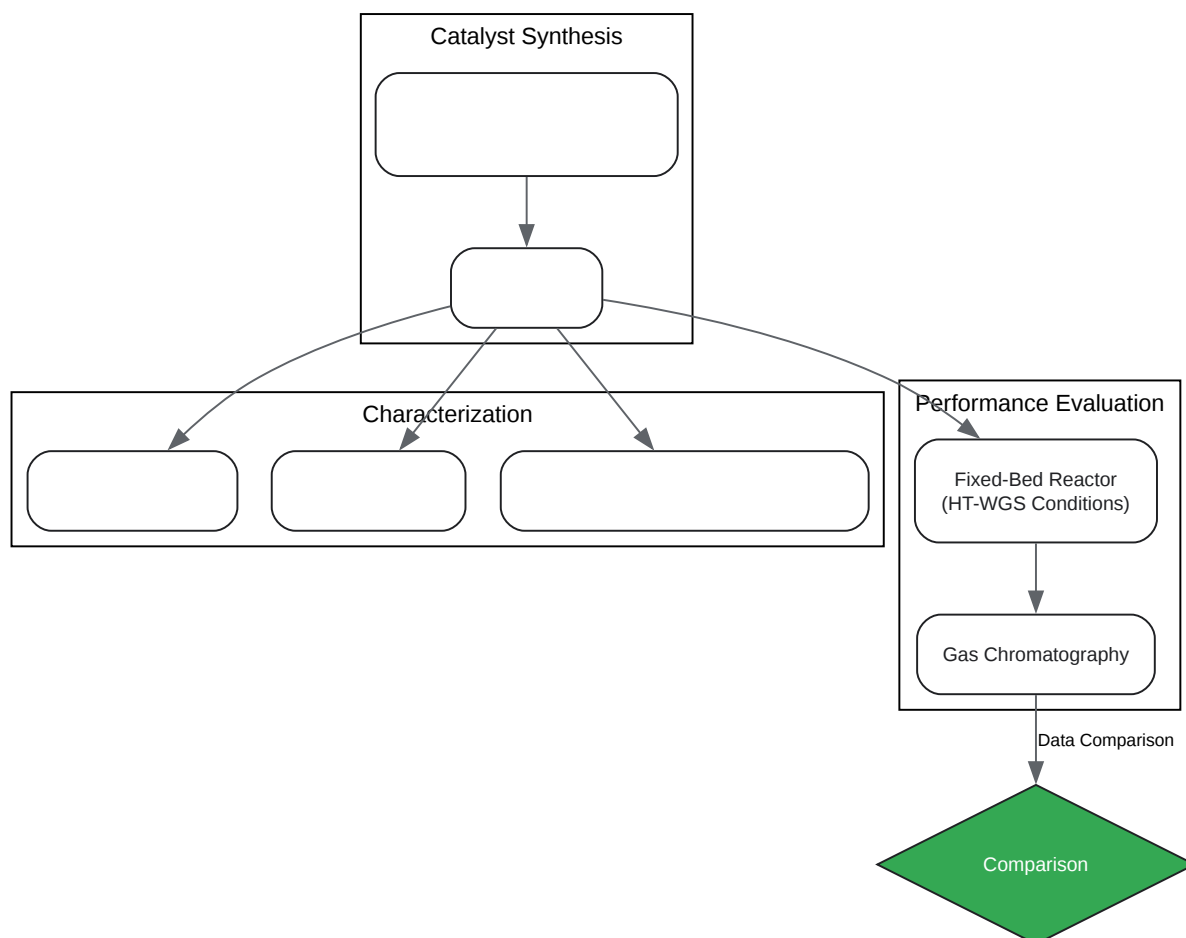 Catalyst Synthesis
Characterization
Performance Evaluation
Fixed-Bed Reactor
(HT-WGS Conditions)
Gas Chromatography
Data Comparison
Comparison